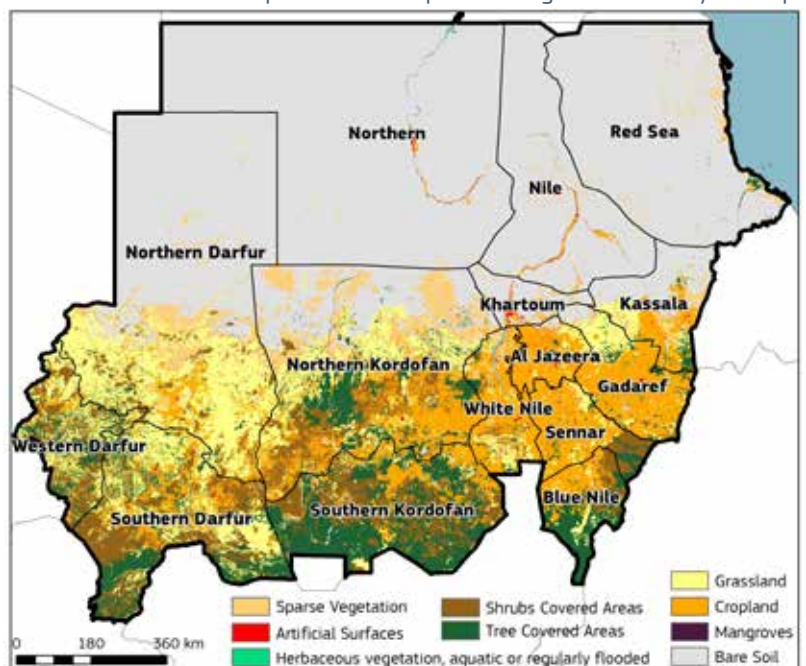 Northern
Red Sea
Nile
Northern Darfur
Khartoum
Kassala
Al Jazeera
Northern Kordofan
Gadaref
White Nile
Sennar
Western Darfur
Blue Nile
Southern Kordofan
Southern Darfur
Grassland
Sparse Vegetation
Shrubs Covered Areas
Cropland
Artificial Surfaces
Tree Covered Areas
Mangroves
Herbaceous vegetation, aquatic or regularly flooded
Bare Soil
0 180 360 km